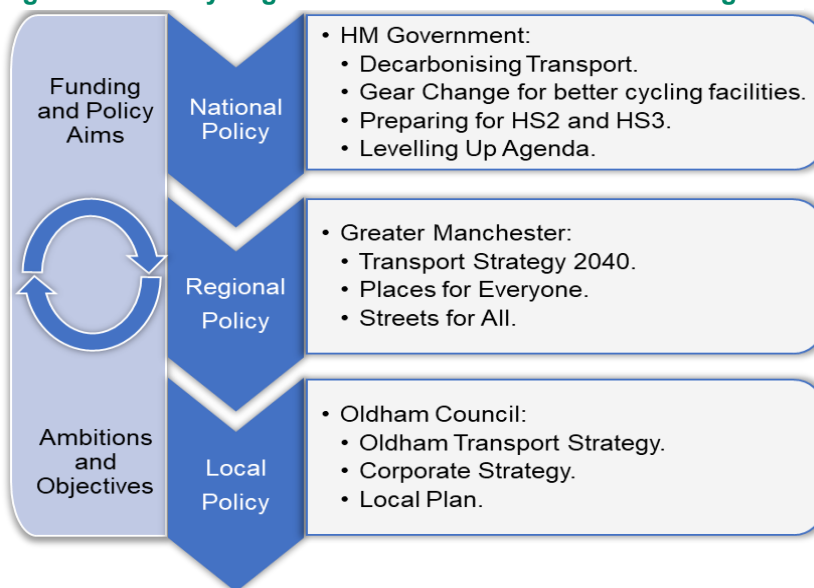 Funding
and Policy
Aims
National
Policy
• HM Government:
• Decarbonising Transport.
• Gear Change for better cycling facilities.
• Preparing for HS2 and HS3.
• Levelling Up Agenda.
Regional
Policy
• Greater Manchester:
• Transport Strategy 2040.
• Places for Everyone.
• Streets for All.
Ambitions
and
Objectives
Local
Policy
• Oldham Council:
• Oldham Transport Strategy.
• Corporate Strategy.
• Local Plan.